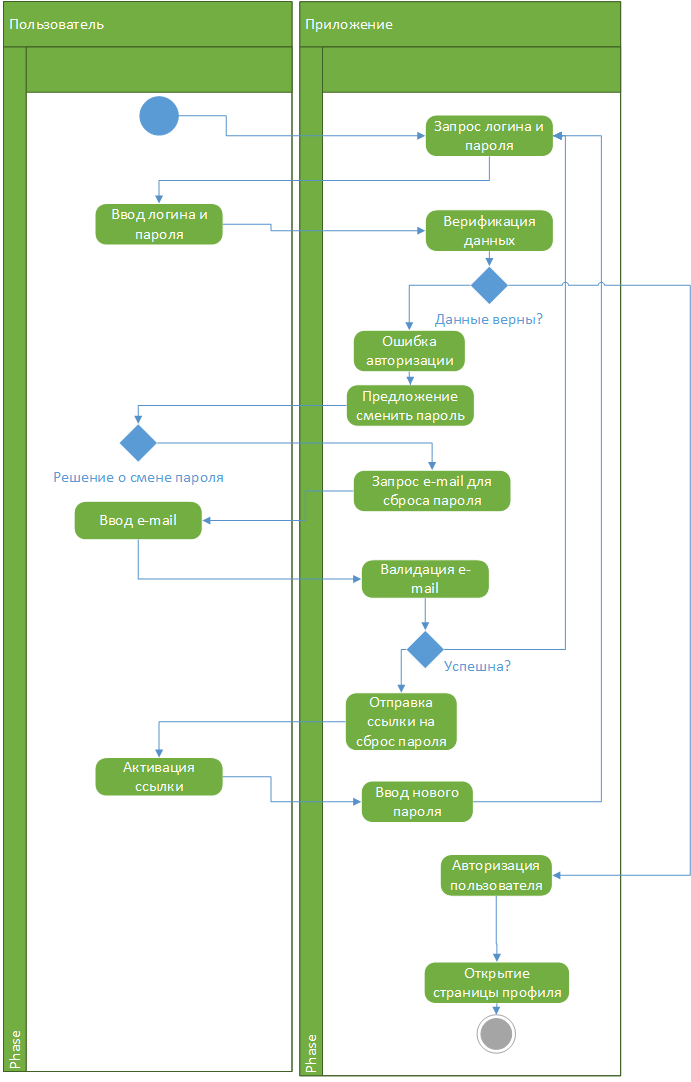 Пользователь
Приложение
Запрос логина и
пароля
Ввод логина и
пароля
Верификация
данных
Данные верны?
Ошибка
авторизации
Предложение
сменить пароль
Решение о смене пароля
Запрос e-mail для
сброса пароля
Ввод e-mail
Валидация e-
mail
Успешна?
Отправка
ссылки на
сброс пароля
Активация
ссылки
Ввод нового
пароля
Авторизация
пользователя
Открытие
страницы профиля
Phase
Phase